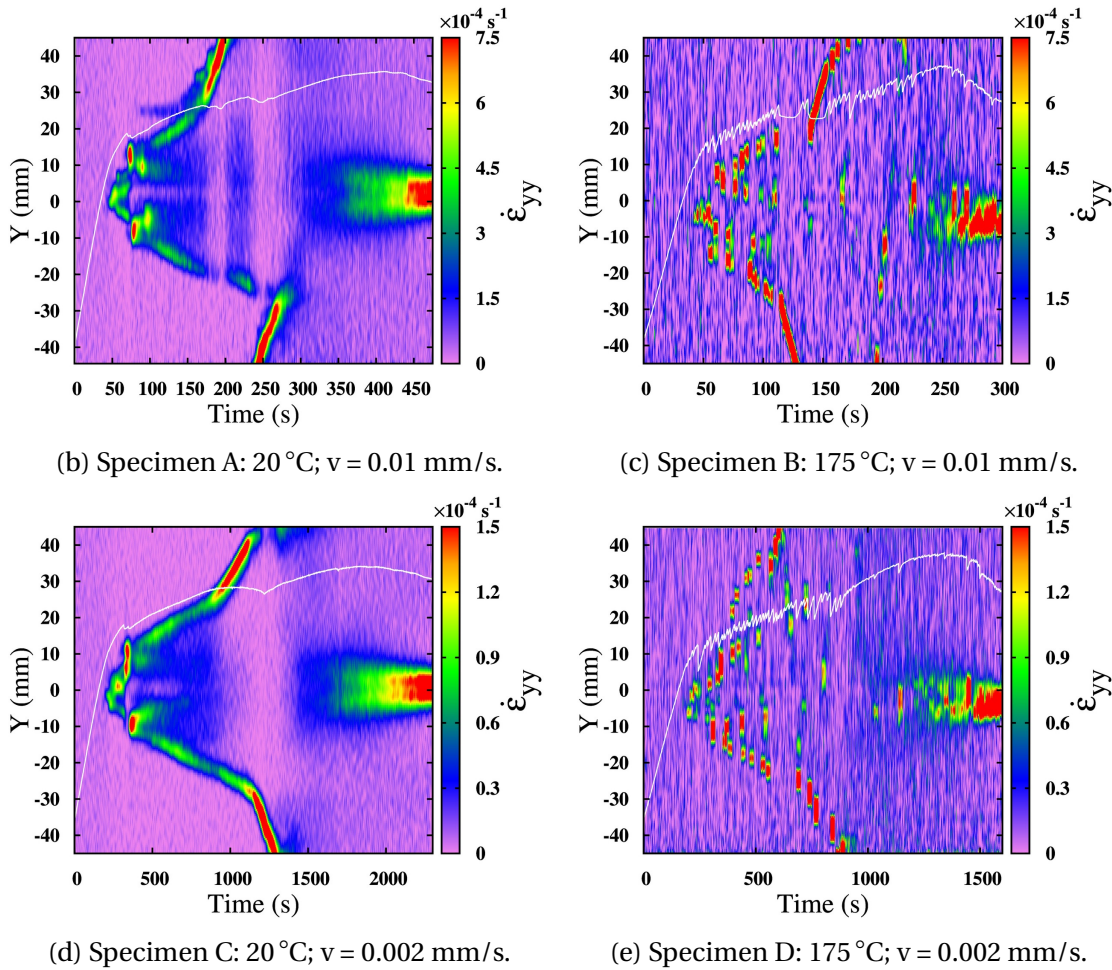 ×10⁻⁴ s⁻¹
40
30
20
10
0
-10
-20
-30
-40
Y (mm)
0 50 100 150 200 250 300 350 400 450
Time (s)
7.5
6
4.5
3
1.5
0
ε̇yy
(b) Specimen A: 20 °C; v = 0.01 mm/s.
×10⁻⁴ s⁻¹
40
30
20
10
0
-10
-20
-30
-40
Y (mm)
0 50 100 150 200 250 300
Time (s)
7.5
6
4.5
3
1.5
0
ε̇yy
(c) Specimen B: 175 °C; v = 0.01 mm/s.
×10⁻⁴ s⁻¹
40
30
20
10
0
-10
-20
-30
-40
Y (mm)
0 500 1000 1500 2000
Time (s)
1.5
1.2
0.9
0.6
0.3
0
ε̇yy
(d) Specimen C: 20 °C; v = 0.002 mm/s.
×10⁻⁴ s⁻¹
40
30
20
10
0
-10
-20
-30
-40
Y (mm)
0 500 1000 1500
Time (s)
1.5
1.2
0.9
0.6
0.3
0
ε̇yy
(e) Specimen D: 175 °C; v = 0.002 mm/s.